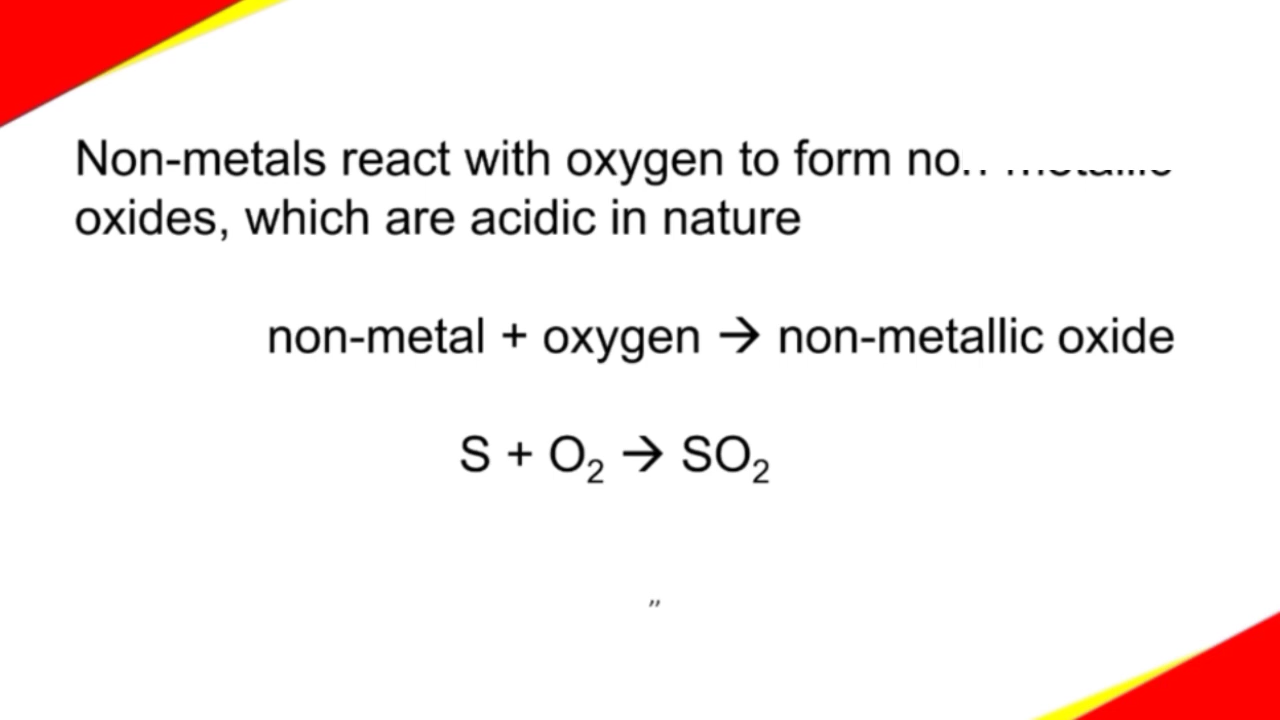 Non-metals react with oxygen to form
oxides, which are acidic in nature
non-metal + oxygen → non-metallic oxide
S + O₂ → SO₂
”